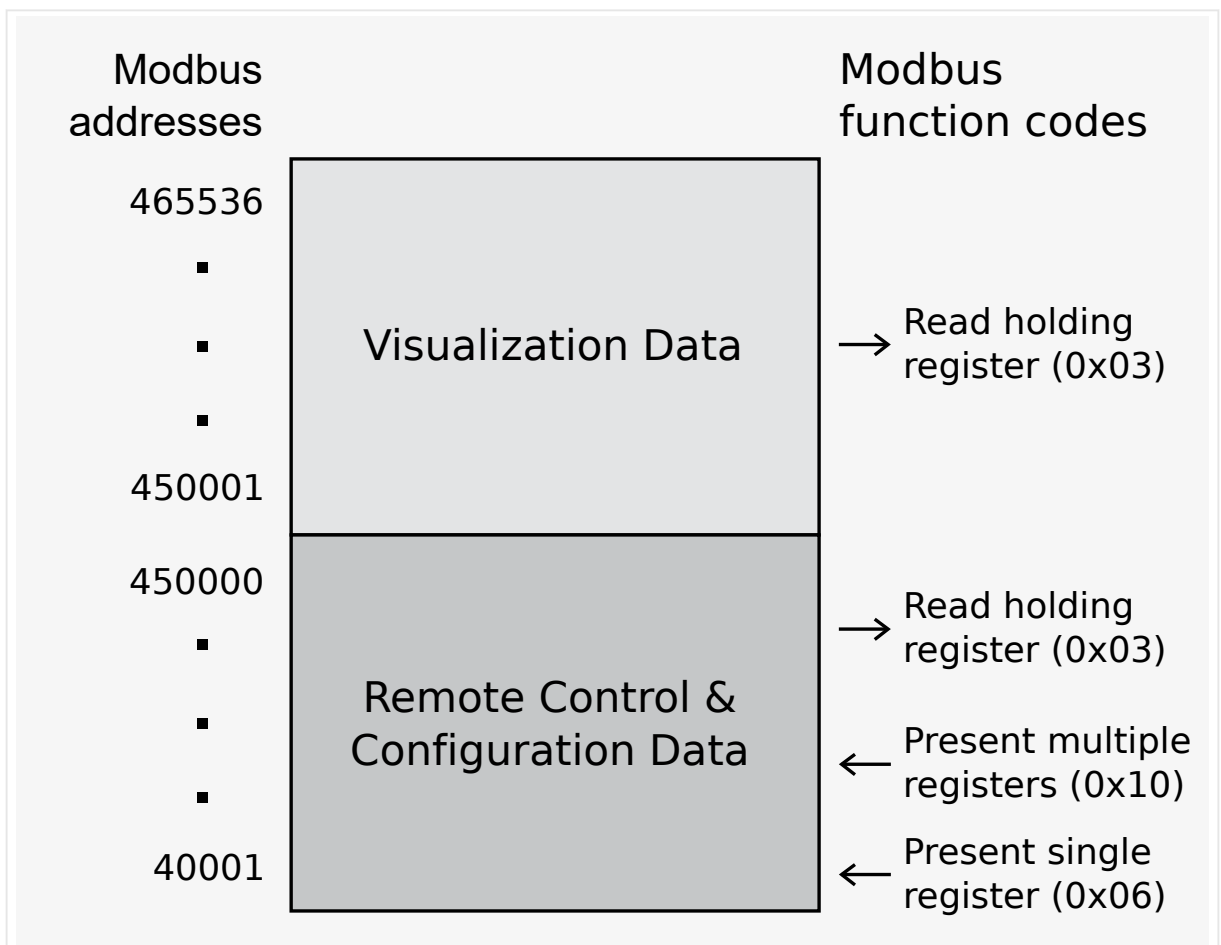 Modbus
addresses
Modbus
function codes
465536
Visualization Data
Read holding
register (0x03)
450001
450000
Read holding
register (0x03)
Remote Control &
Configuration Data
Present multiple
registers (0x10)
40001
Present single
register (0x06)